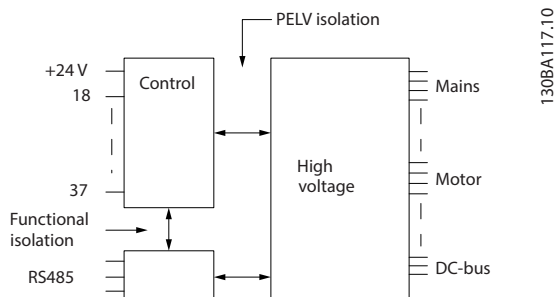 PELV isolation
130BA117.10
+24 V
Control
Mains
18
High
voltage
Motor
37
Functional
isolation
RS485
DC-bus